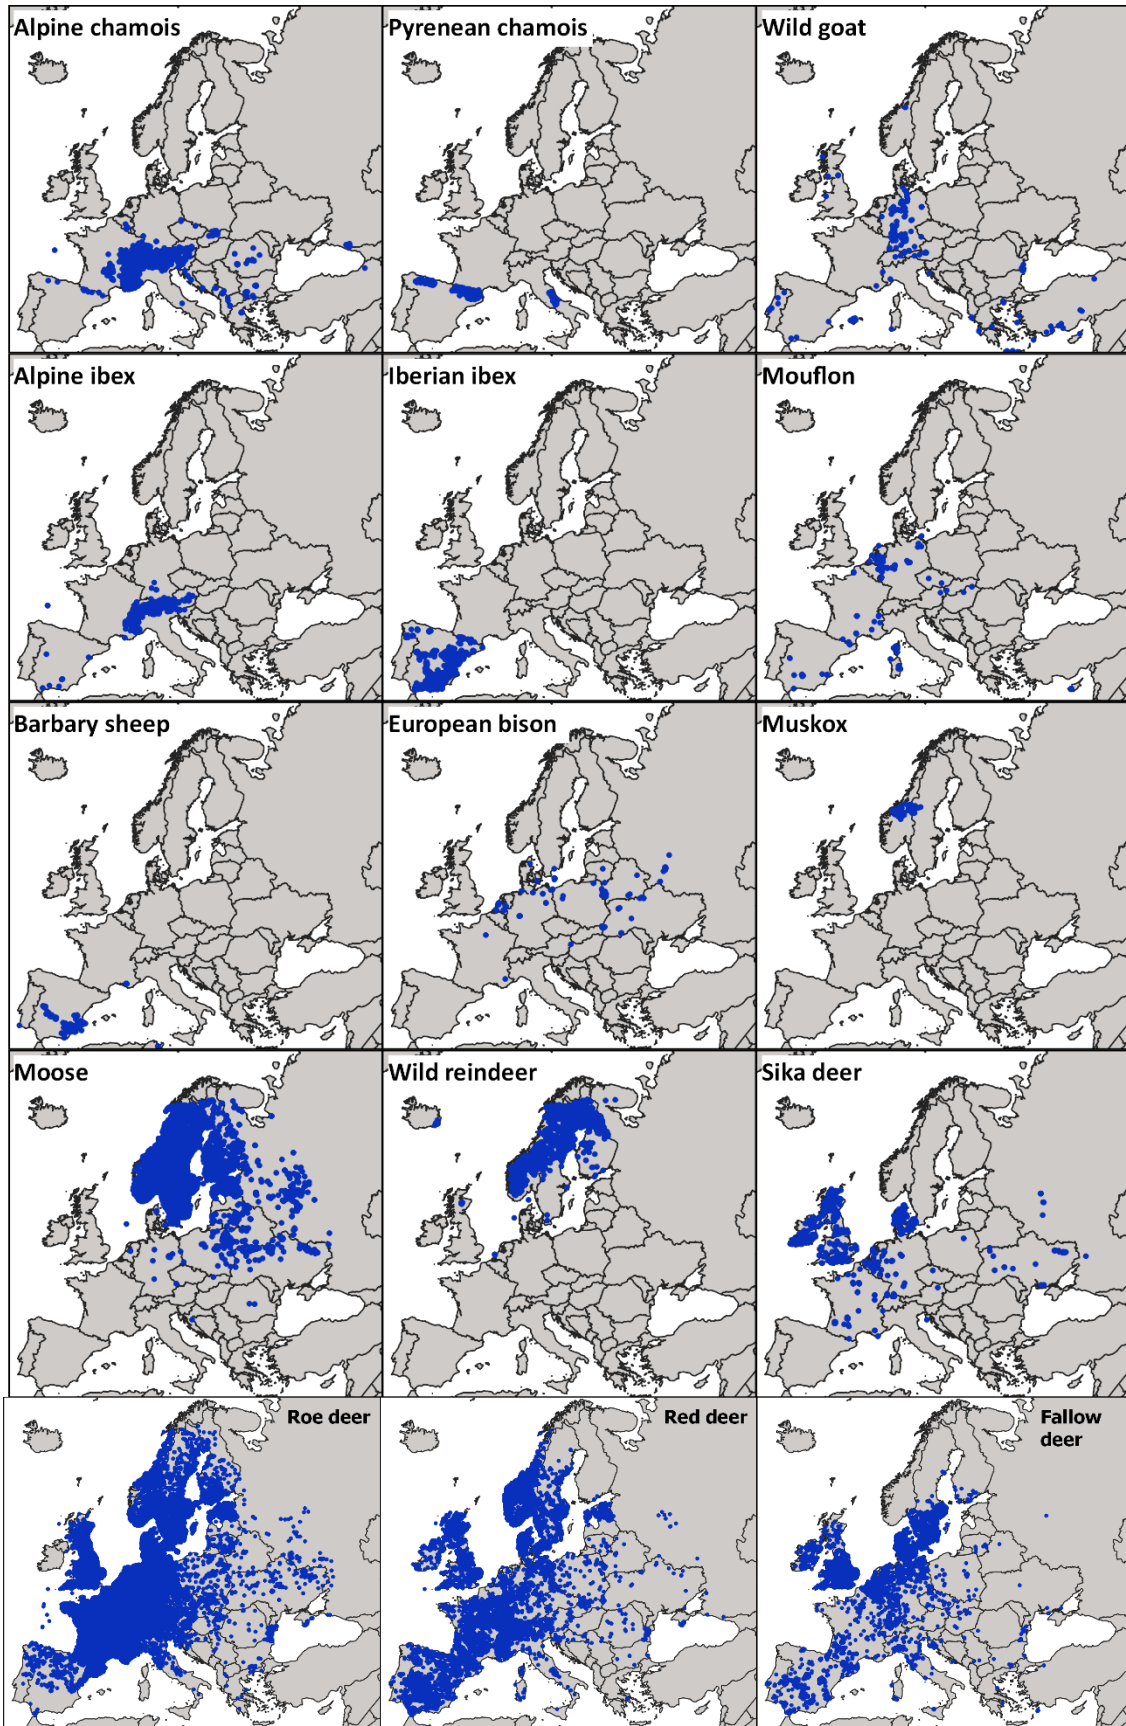 Alpine chamois
Pyrenean chamois
Wild goat
Alpine ibex
Iberian ibex
Mouflon
Barbary sheep
European bison
Muskox
Moose
Wild reindeer
Sika deer
Roe deer
Red deer
Fallow
deer